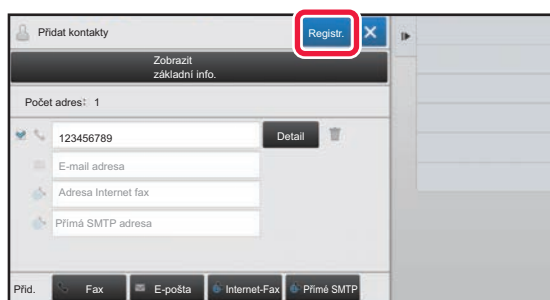 Přidat kontakty
Registr.
Zobrazit
základní info.
Počet adres: 1
123456789
Detail
E-mail adresa
Adresa Internet fax
Přímá SMTP adresa
Přid.
Fax
E-pošta
Internet-Fax
Přímé SMTP